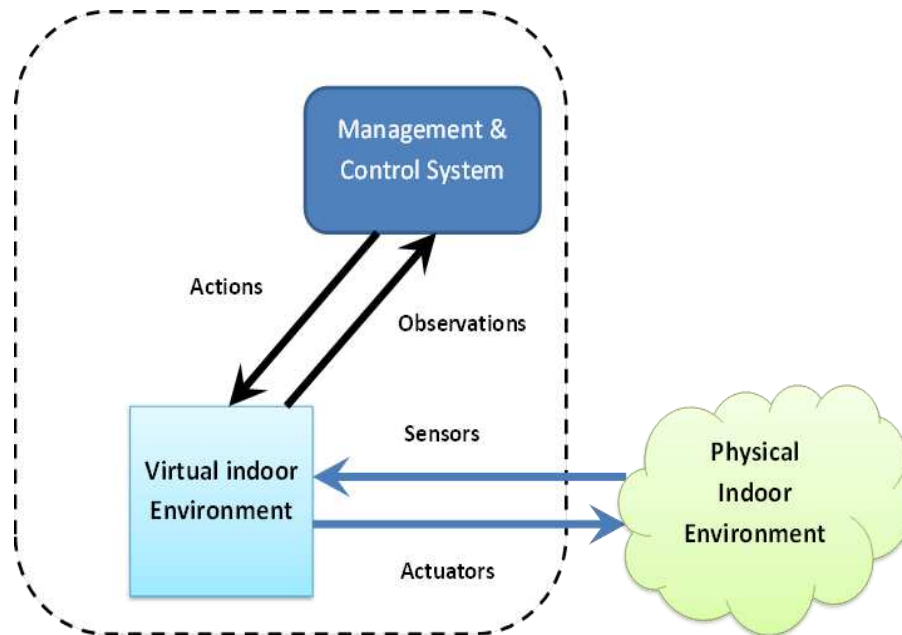 Management &
Control System
Actions
Observations
Sensors
Virtual indoor
Environment
Physical
Indoor
Environment
Actuators